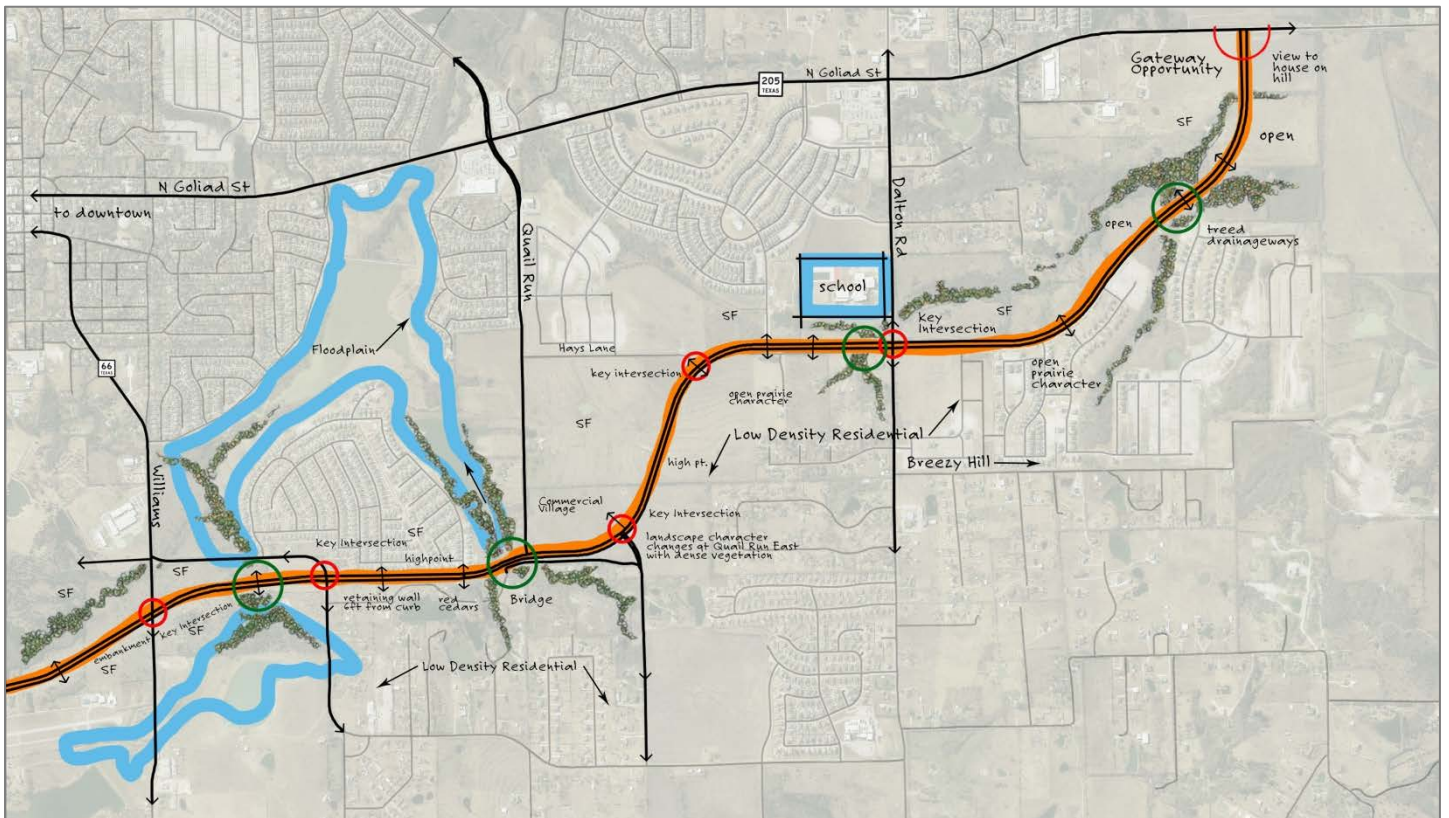 Gateway
Opportunity
view to
house on
hill
N Goliad St
205
TEXAS
SF
open
N Goliad St
to downtown
Quail Run
Dalton Rd
open
treed
drainageways
school
Floodplain
SF
SF
Key
Intersection
Hays Lane
key intersection
66
TEXAS
open prairie
character
open
prairie
character
SF
Low Density Residential
high pt.
Breezy Hill
Williams
Commercial
village
Key Intersection
landscape character
changes at Quail Run East
with dense vegetation
SF
Key Intersection
highpoint
SF
SF
retaining wall
6ft from curb
red
cedars
Bridge
embankment
Key Intersection
SF
SF
Low Density Residential